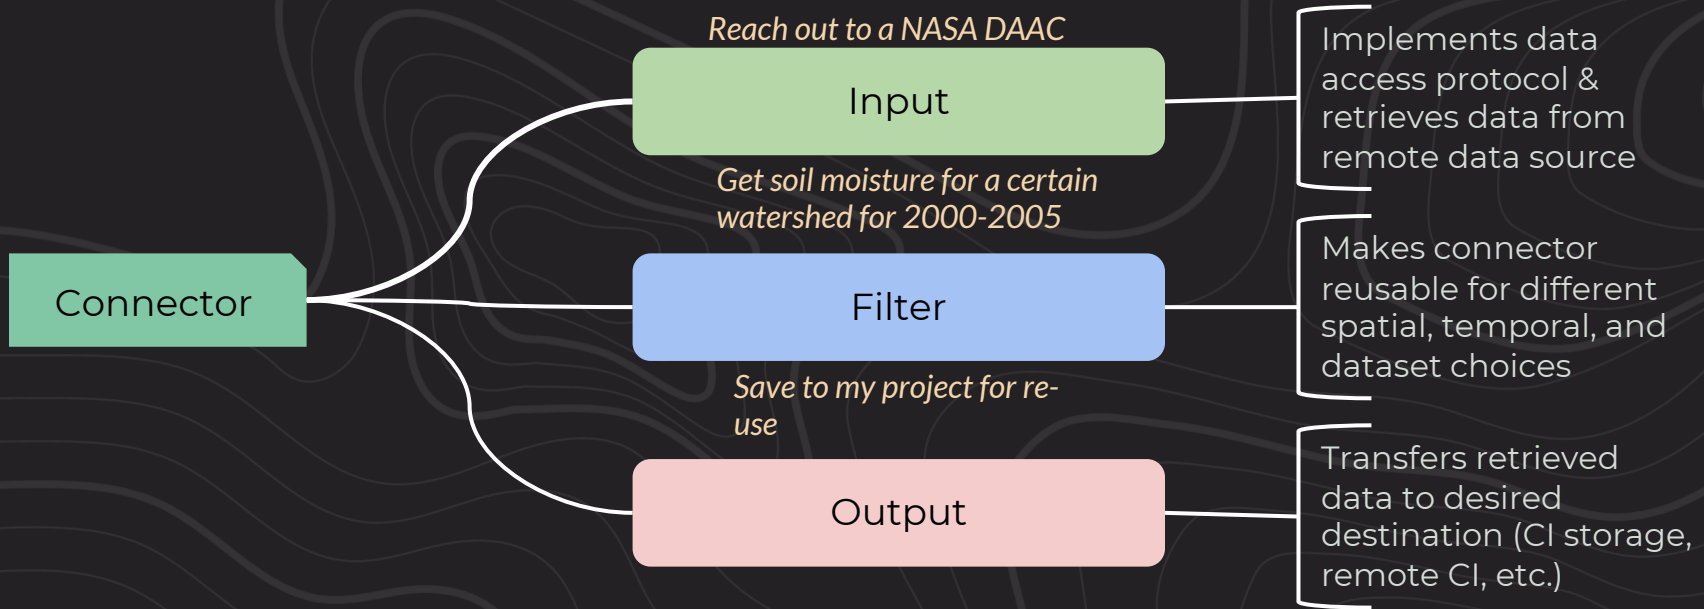 Reach out to a NASA DAAC
Input
Implements data
access protocol &
retrieves data from
remote data source
Get soil moisture for a certain
watershed for 2000-2005
Connector
Filter
Makes connector
reusable for different
spatial, temporal, and
dataset choices
Save to my project for re-
use
Output
Transfers retrieved
data to desired
destination (CI storage,
remote CI, etc.)